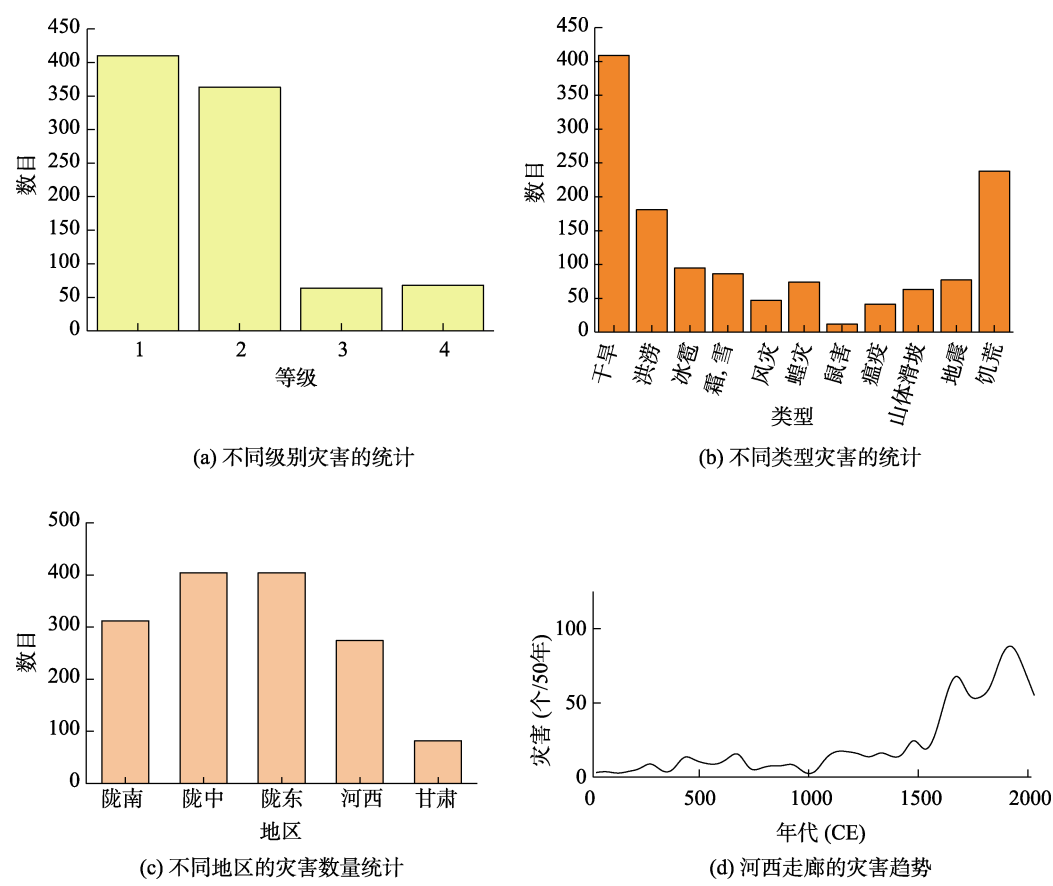 450
400
350
300
250
200
150
100
50
0
数目
1 2 3 4
等级
(a) 不同级别灾害的统计
450
400
350
300
250
200
150
100
50
0
数目
干旱 洪涝 冰雹 霜, 雪 风灾 蝗灾 鼠害 瘟疫 山体滑坡 地震 饥荒
类型
(b) 不同类型灾害的统计
500
400
300
200
100
0
数目
陇南 陇中 陇东 河西 甘肃
地区
(c) 不同地区的灾害数量统计
100
50
0
灾害 (个/50年)
0 500 1000 1500 2000
年代 (CE)
(d) 河西走廊的灾害趋势